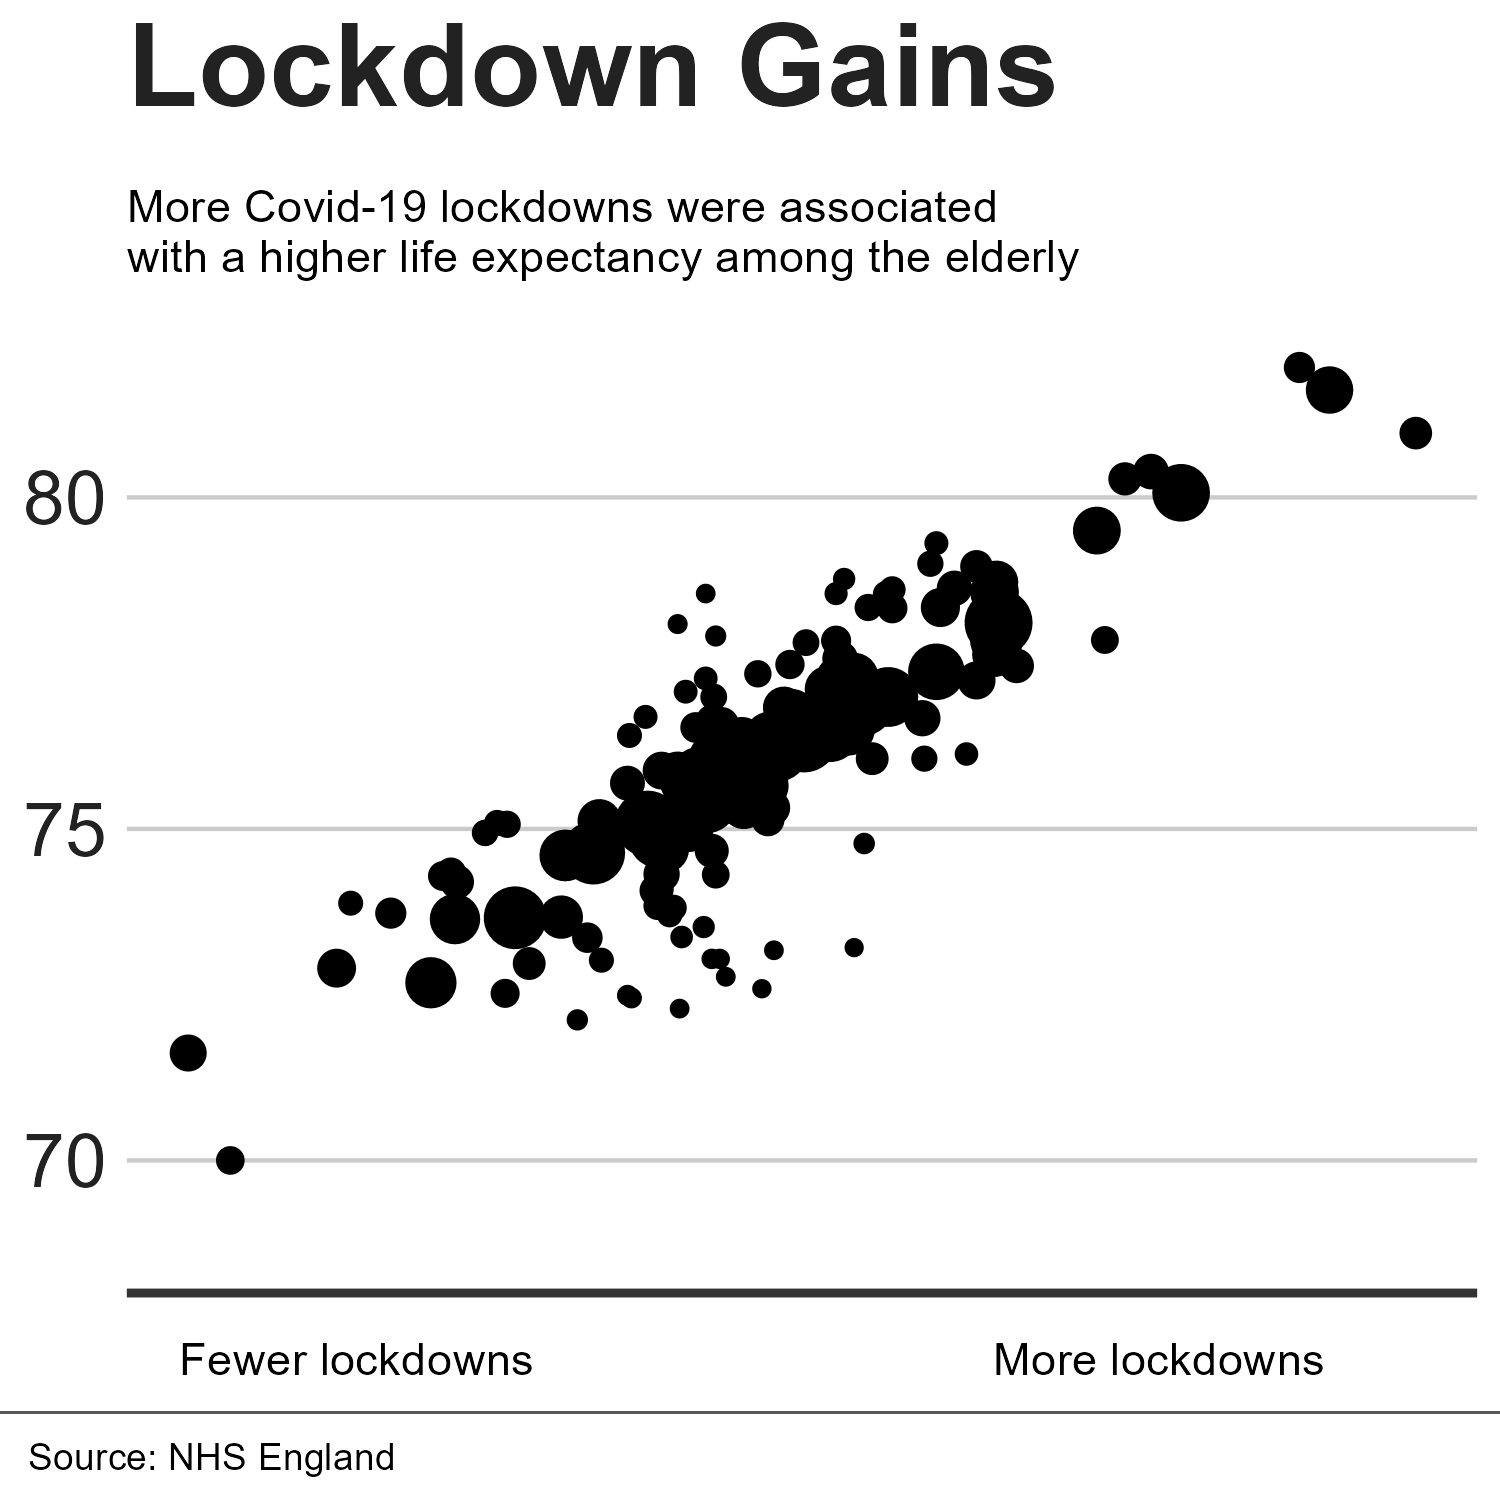 Lockdown Gains
More Covid-19 lockdowns were associated
with a higher life expectancy among the elderly
80
75
70
Fewer lockdowns
More lockdowns
Source: NHS England